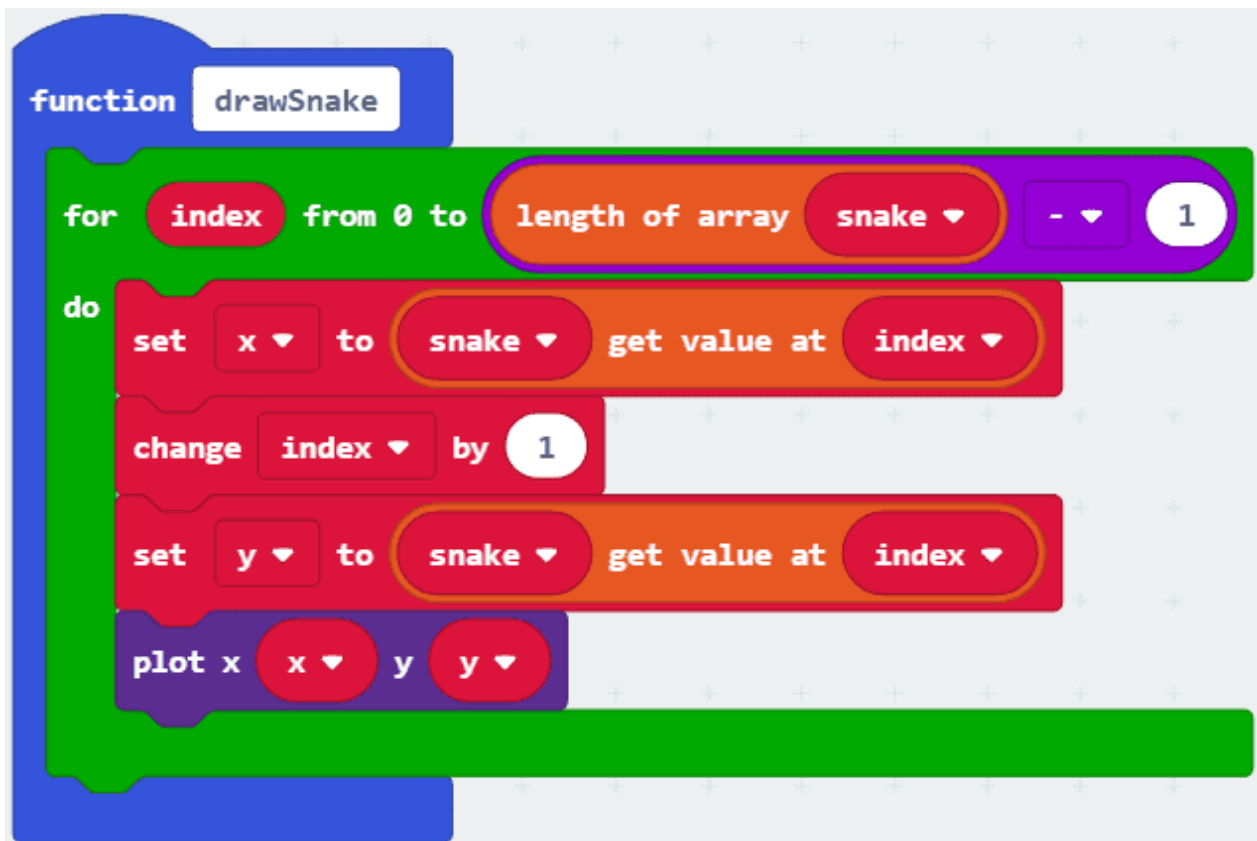 function drawSnake
for index from 0 to length of array snake - 1
do
set x to snake get value at index
change index by 1
set y to snake get value at index
plot x x y y